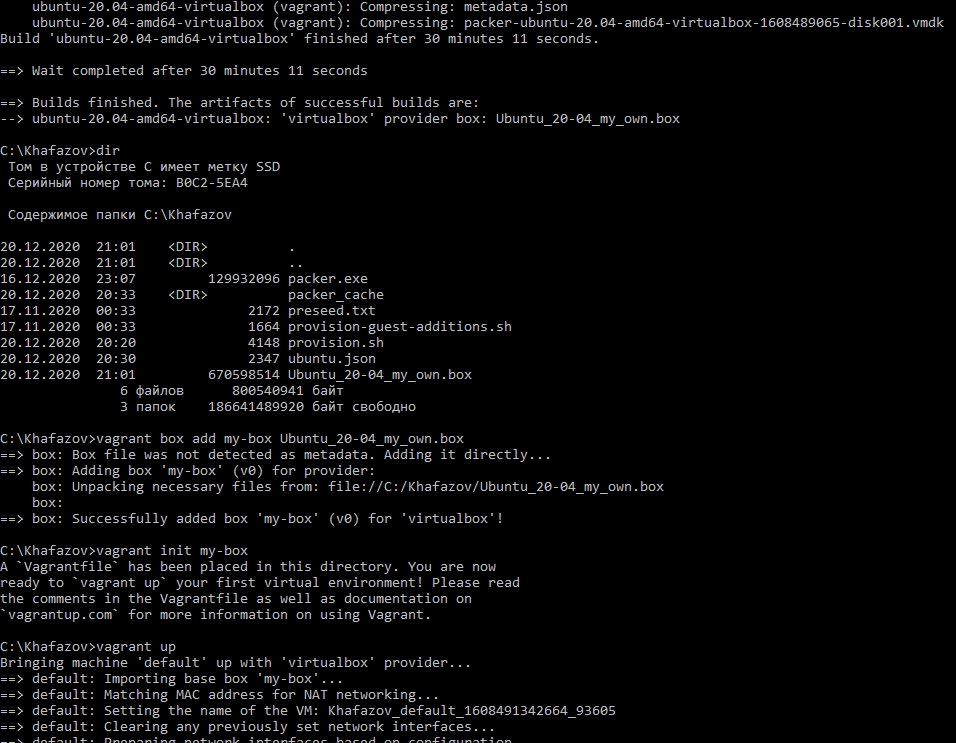 ubuntu-20.04-amd64-virtualbox (vagrant): Compressing: metadata.json
ubuntu-20.04-amd64-virtualbox (vagrant): Compressing: packer-ubuntu-20.04-amd64-virtualbox-1608489065-disk001.vmdk
Build 'ubuntu-20.04-amd64-virtualbox' finished after 30 minutes 11 seconds.
==> Wait completed after 30 minutes 11 seconds
==> Builds finished. The artifacts of successful builds are:
--> ubuntu-20.04-amd64-virtualbox: 'virtualbox' provider box: Ubuntu_20-04_my_own.box
C:\Khafazov>dir
Том в устройстве C имеет метку SSD
Серийный номер тома: B0C2-5EA4
Содержимое папки C:\Khafazov
20.12.2020  21:01    <DIR>          .
20.12.2020  21:01    <DIR>          ..
16.12.2020  23:07         129932096 packer.exe
20.12.2020  20:33    <DIR>          packer_cache
17.11.2020  00:33              2172 preseed.txt
17.11.2020  00:33              1664 provision-guest-additions.sh
20.12.2020  20:20              4148 provision.sh
20.12.2020  20:30              2347 ubuntu.json
20.12.2020  21:01         670598514 Ubuntu_20-04_my_own.box
6 файлов      800540941 байт
3 папок    186641489920 байт свободно
C:\Khafazov>vagrant box add my-box Ubuntu_20-04_my_own.box
==> box: Box file was not detected as metadata. Adding it directly...
==> box: Adding box 'my-box' (v0) for provider:
box: Unpacking necessary files from: file://C:/Khafazov/Ubuntu_20-04_my_own.box
box:
==> box: Successfully added box 'my-box' (v0) for 'virtualbox'!
C:\Khafazov>vagrant init my-box
A `Vagrantfile` has been placed in this directory. You are now
ready to `vagrant up` your first virtual environment! Please read
the comments in the Vagrantfile as well as documentation on
`vagrantup.com` for more information on using Vagrant.
C:\Khafazov>vagrant up
Bringing machine 'default' up with 'virtualbox' provider...
==> default: Importing base box 'my-box'...
==> default: Matching MAC address for NAT networking...
==> default: Setting the name of the VM: Khafazov_default_1608491342664_93605
==> default: Clearing any previously set network interfaces...
==> default: Preparing network interfaces based on configuration